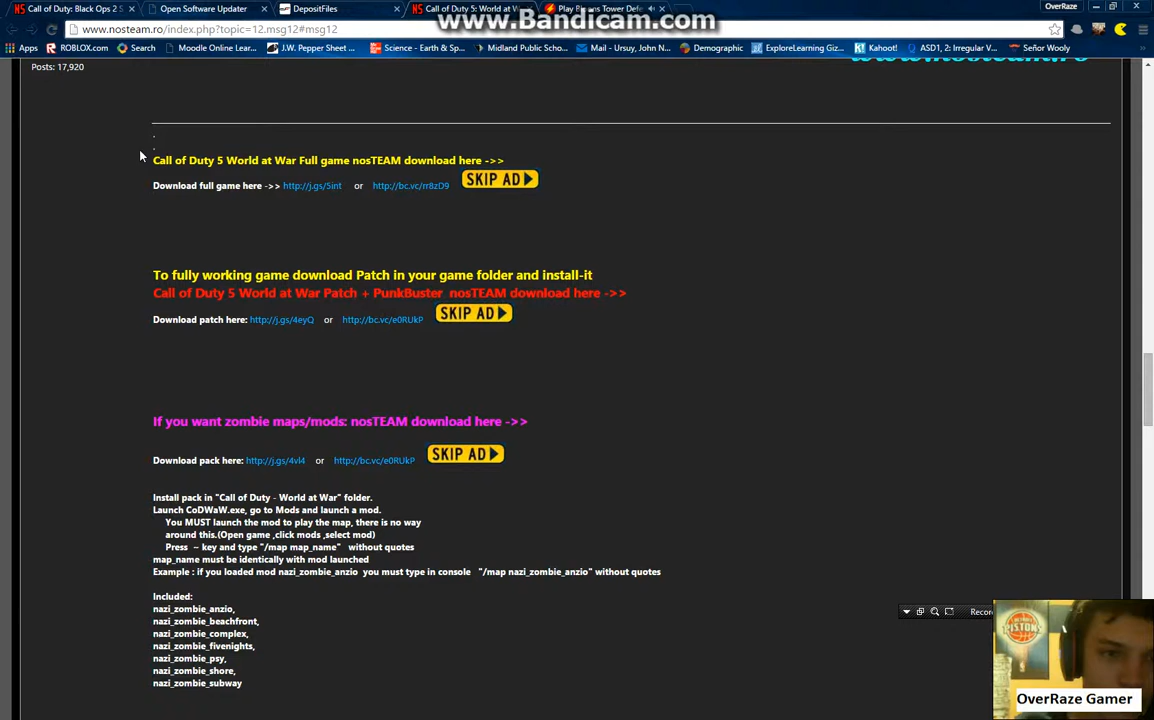 Call of Duty: Black Ops 2 S
Open Software Updater
DepositFiles
Call of Duty 5: World at W
Play Bloons Tower Defe
OverRaze
www.Bandicam.com
www.nosteam.ro/index.php?topic=12.msg12#msg12
Apps
ROBLOX.com
Search
Moodle Online Lear...
J.W. Pepper Sheet ...
Science - Earth & Sp...
Midland Public Scho...
Mail - Ursuy, John N...
Demographic
ExploreLearning Giz...
Kahoot!
ASD1, 2: Irregular V...
Señor Wooly
Posts: 17,920
www.nosteam.ro
.
.
Call of Duty 5 World at War Full game nosTEAM download here ->>
Download full game here ->> http://j.gs/5int or http://bc.vc/rr8zD9 SKIP AD
To fully working game download Patch in your game folder and install-it
Call of Duty 5 World at War Patch + PunkBuster nosTEAM download here ->>
Download patch here: http://j.gs/4eyQ or http://bc.vc/e0RUkP SKIP AD
If you want zombie maps/mods: nosTEAM download here ->>
Download pack here: http://j.gs/4vl4 or http://bc.vc/e0RUkP SKIP AD
Install pack in "Call of Duty - World at War" folder.
Launch CoDWaW.exe, go to Mods and launch a mod.
You MUST launch the mod to play the map, there is no way
around this.(Open game ,click mods ,select mod)
Press ~ key and type "/map map_name" without quotes
map_name must be identically with mod launched
Example : if you loaded mod nazi_zombie_anzio you must type in console "/map nazi_zombie_anzio" without quotes
Included:
nazi_zombie_anzio,
nazi_zombie_beachfront,
nazi_zombie_complex,
nazi_zombie_fivenights,
nazi_zombie_psy,
nazi_zombie_shore,
nazi_zombie_subway
Recor
PISTONS
OverRaze Gamer